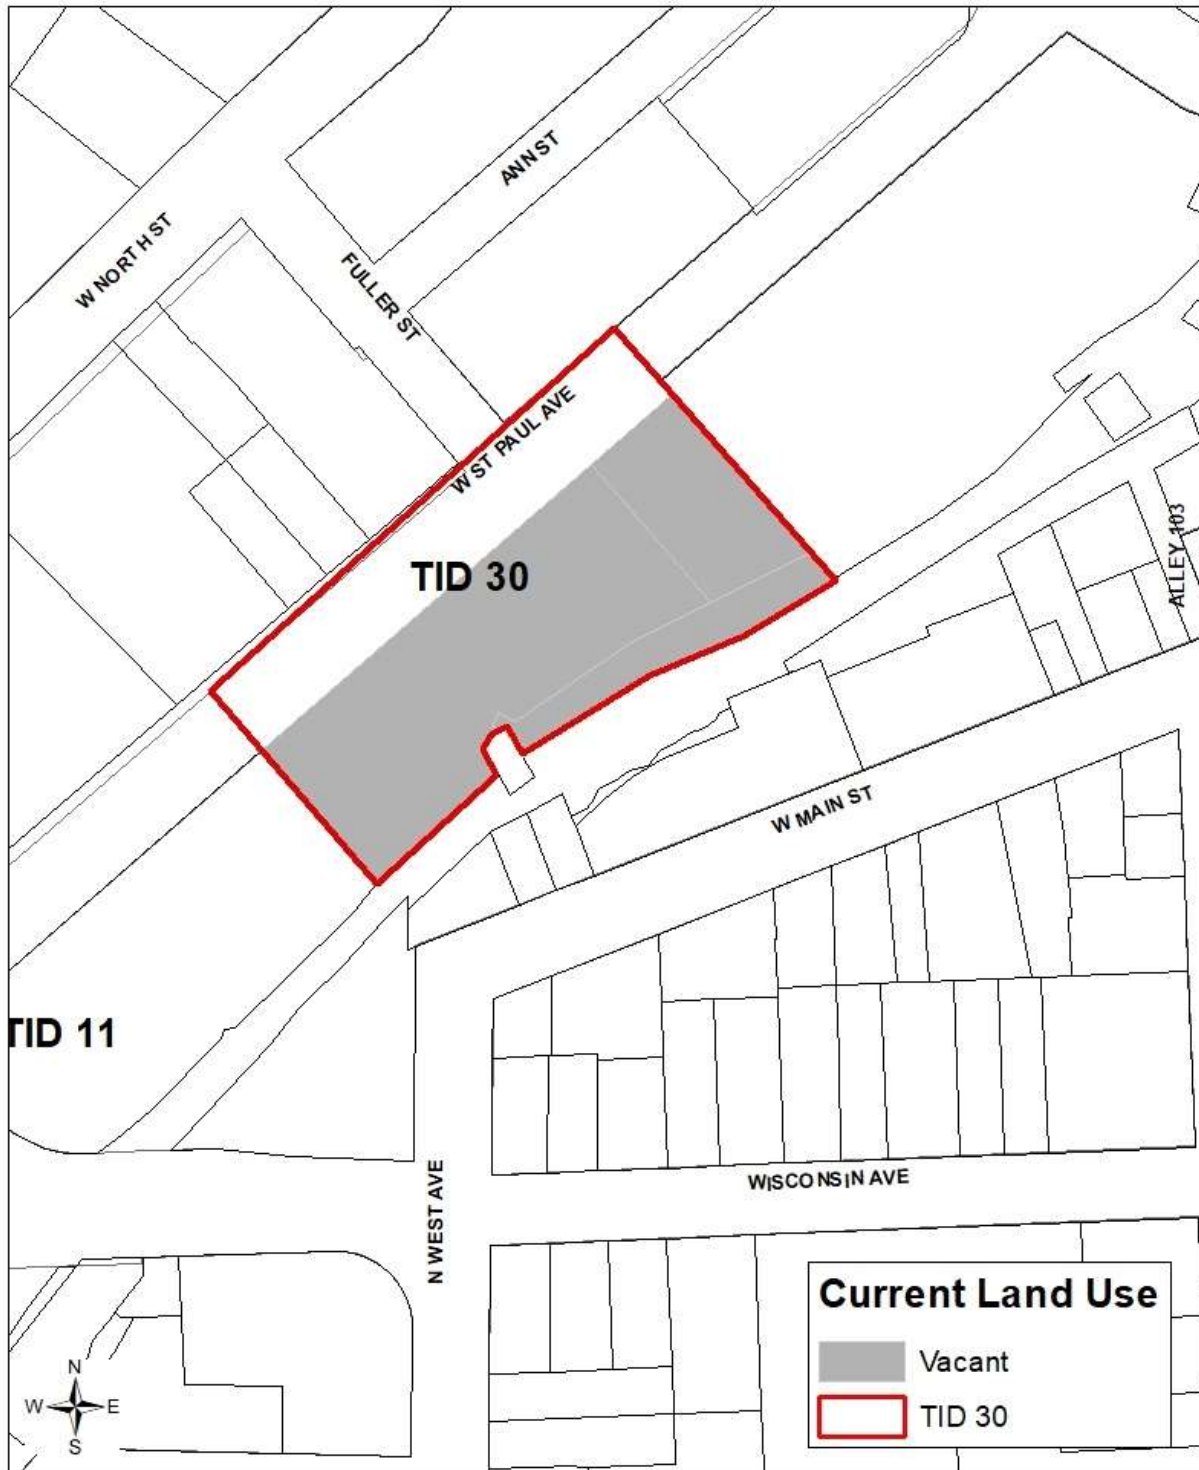 ANN ST
W NORTH ST
FULLER ST
W ST PAUL AVE
TID 30
ALLEY 103
W MAIN ST
TID 11
N WEST AVE
WISCONSIN AVE
Current Land Use
Vacant
TID 30
N
W E
S